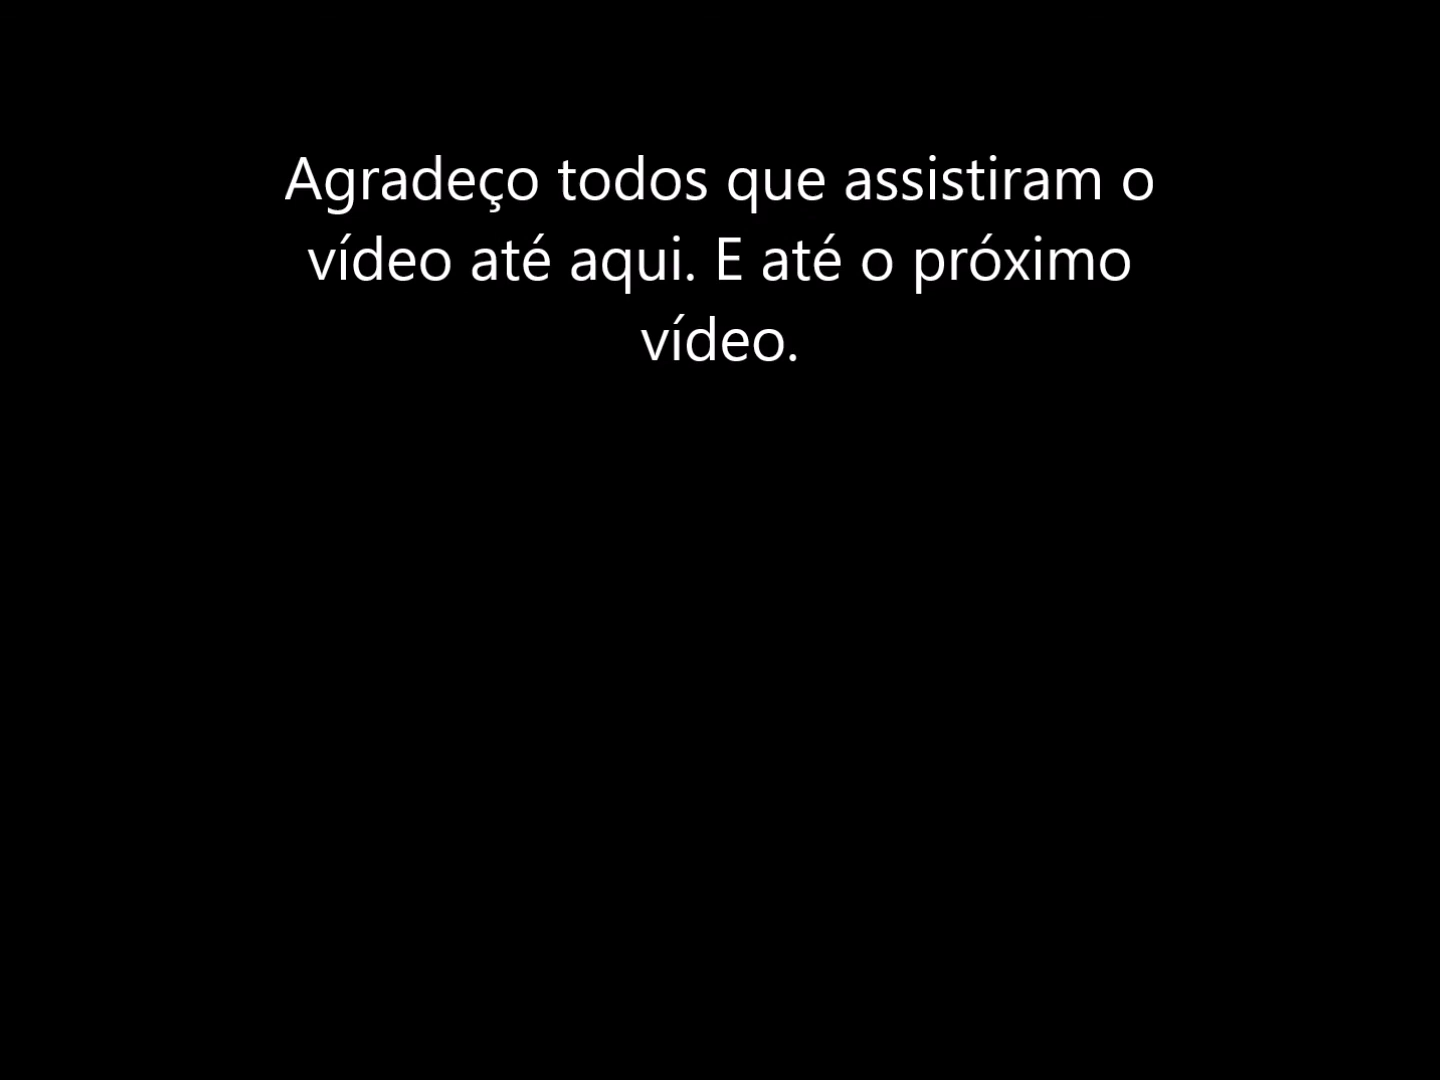 Agradeço todos que assistiram o
vídeo até aqui. E até o próximo
vídeo.